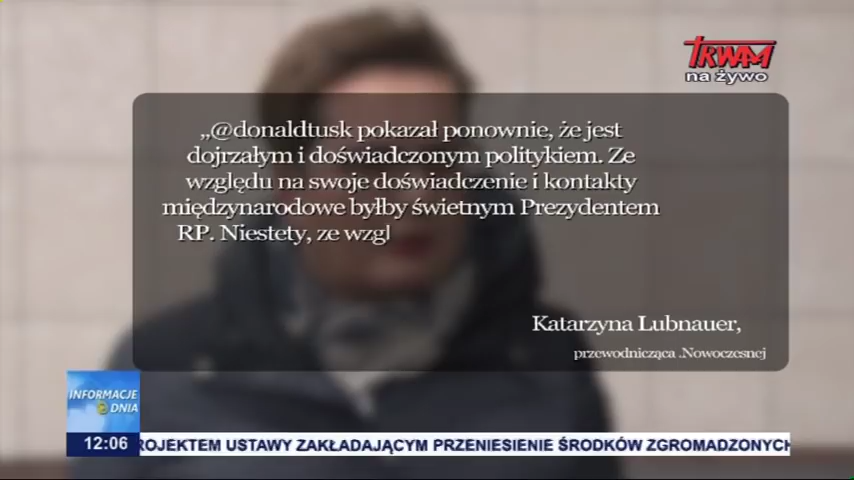 TRWAM
na żywo
„@donaldtusk pokazał ponownie, że jest
dojrzałym i doświadczonym politykiem. Ze
względu na swoje doświadczenie i kontakty
międzynarodowe byłby świetnym Prezydentem
RP. Niestety, ze wzgl
Katarzyna Lubnauer,
przewodnicząca .Nowoczesnej
INFORMACJE
DNIA
12:06 ROJEKTEM USTAWY ZAKŁADAJĄCYM PRZENIESIENIE ŚRODKÓW ZGROMADZONYCH